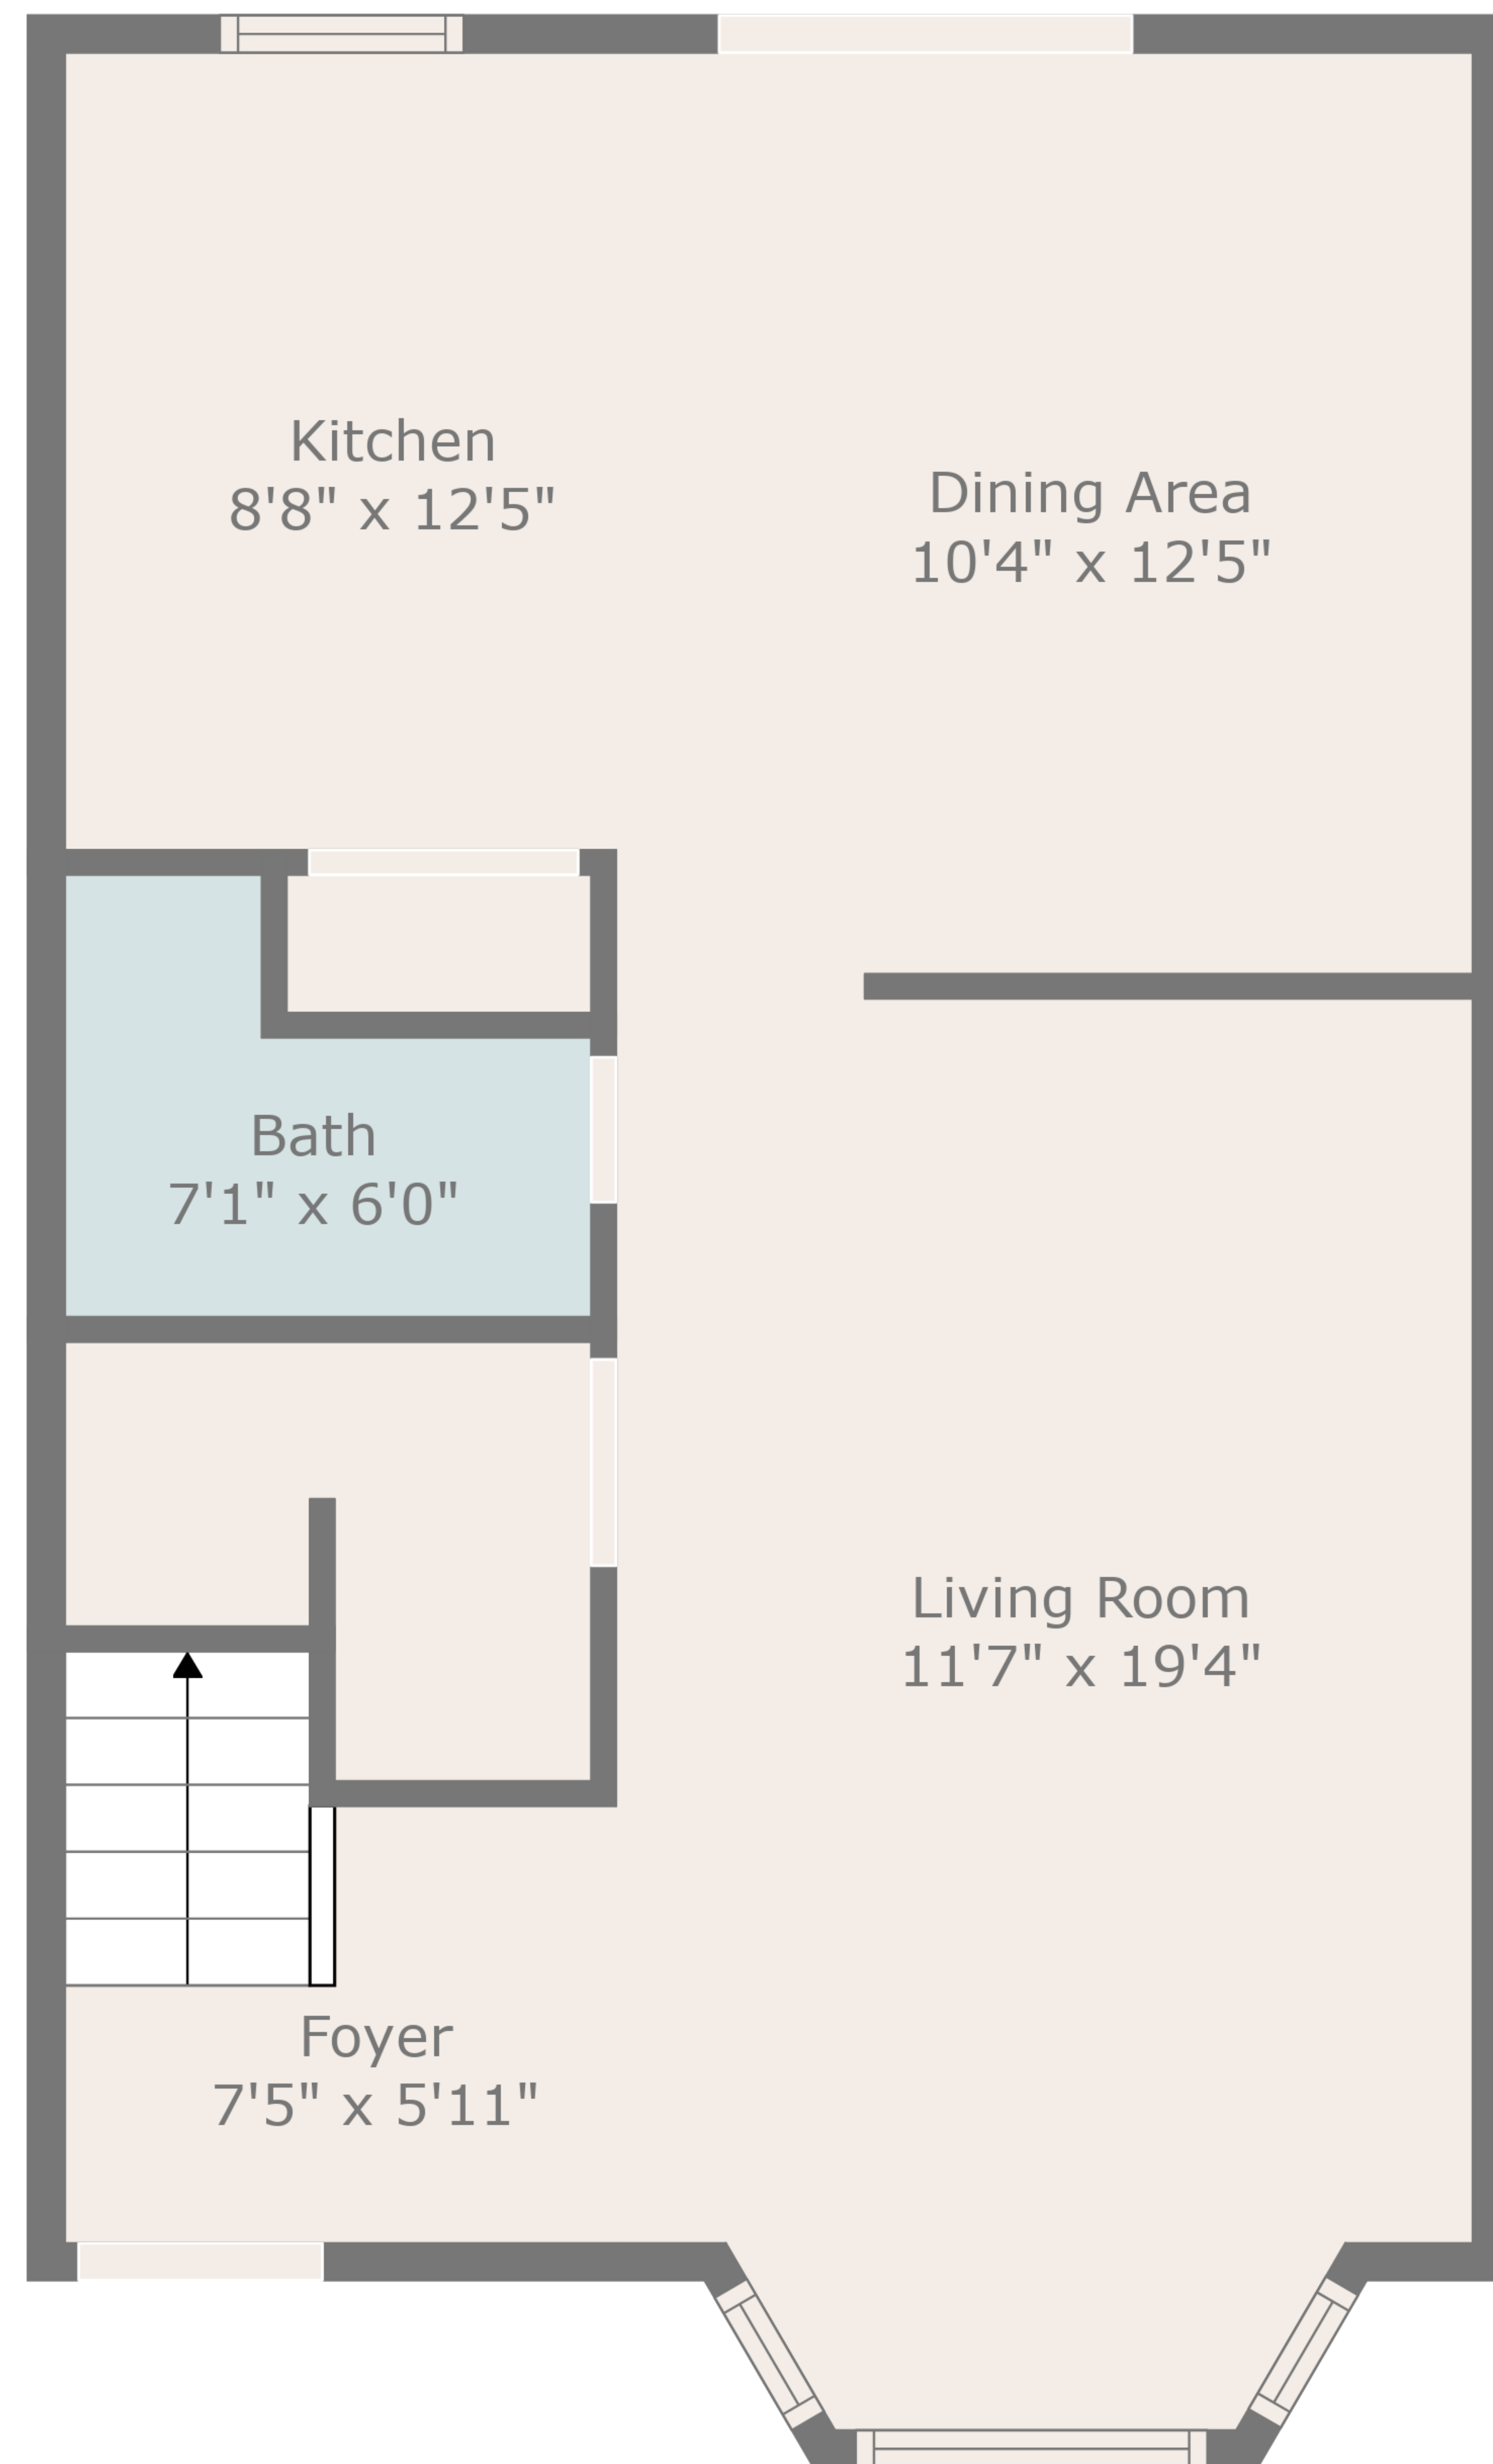 Kitchen
8'8" x 12'5"
Dining Area
10'4" x 12'5"
Bath
7'1" x 6'0"
Living Room
11'7" x 19'4"
Foyer
7'5" x 5'11"